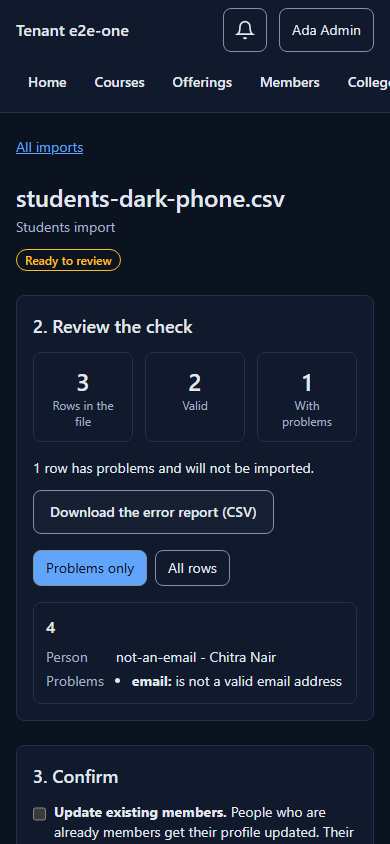 Tenant e2e-one
Ada Admin
Home Courses Offerings Members Colleg
All imports
students-dark-phone.csv
Students import
Ready to review
2. Review the check
3
Rows in the
file
2
Valid
1
With
problems
1 row has problems and will not be imported.
Download the error report (CSV)
Problems only
All rows
4
Person not-an-email - Chitra Nair
Problems • email: is not a valid email address
3. Confirm
Update existing members. People who are
already members get their profile updated. Their